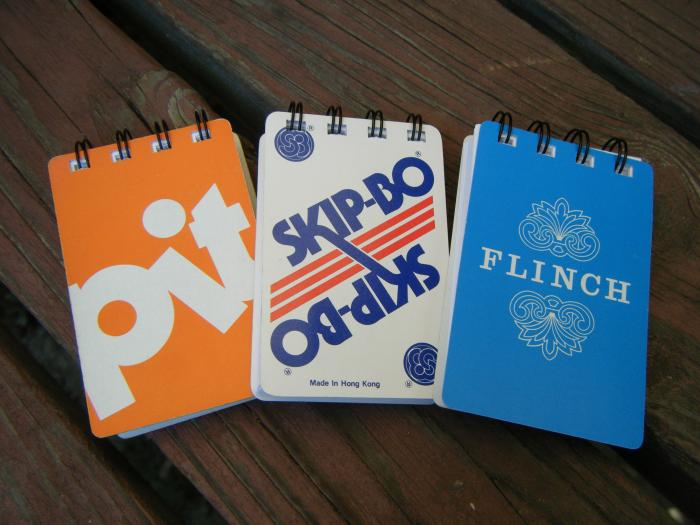 pit
SKIP-BO
SKIP-BO
Made in Hong Kong
FLINCH